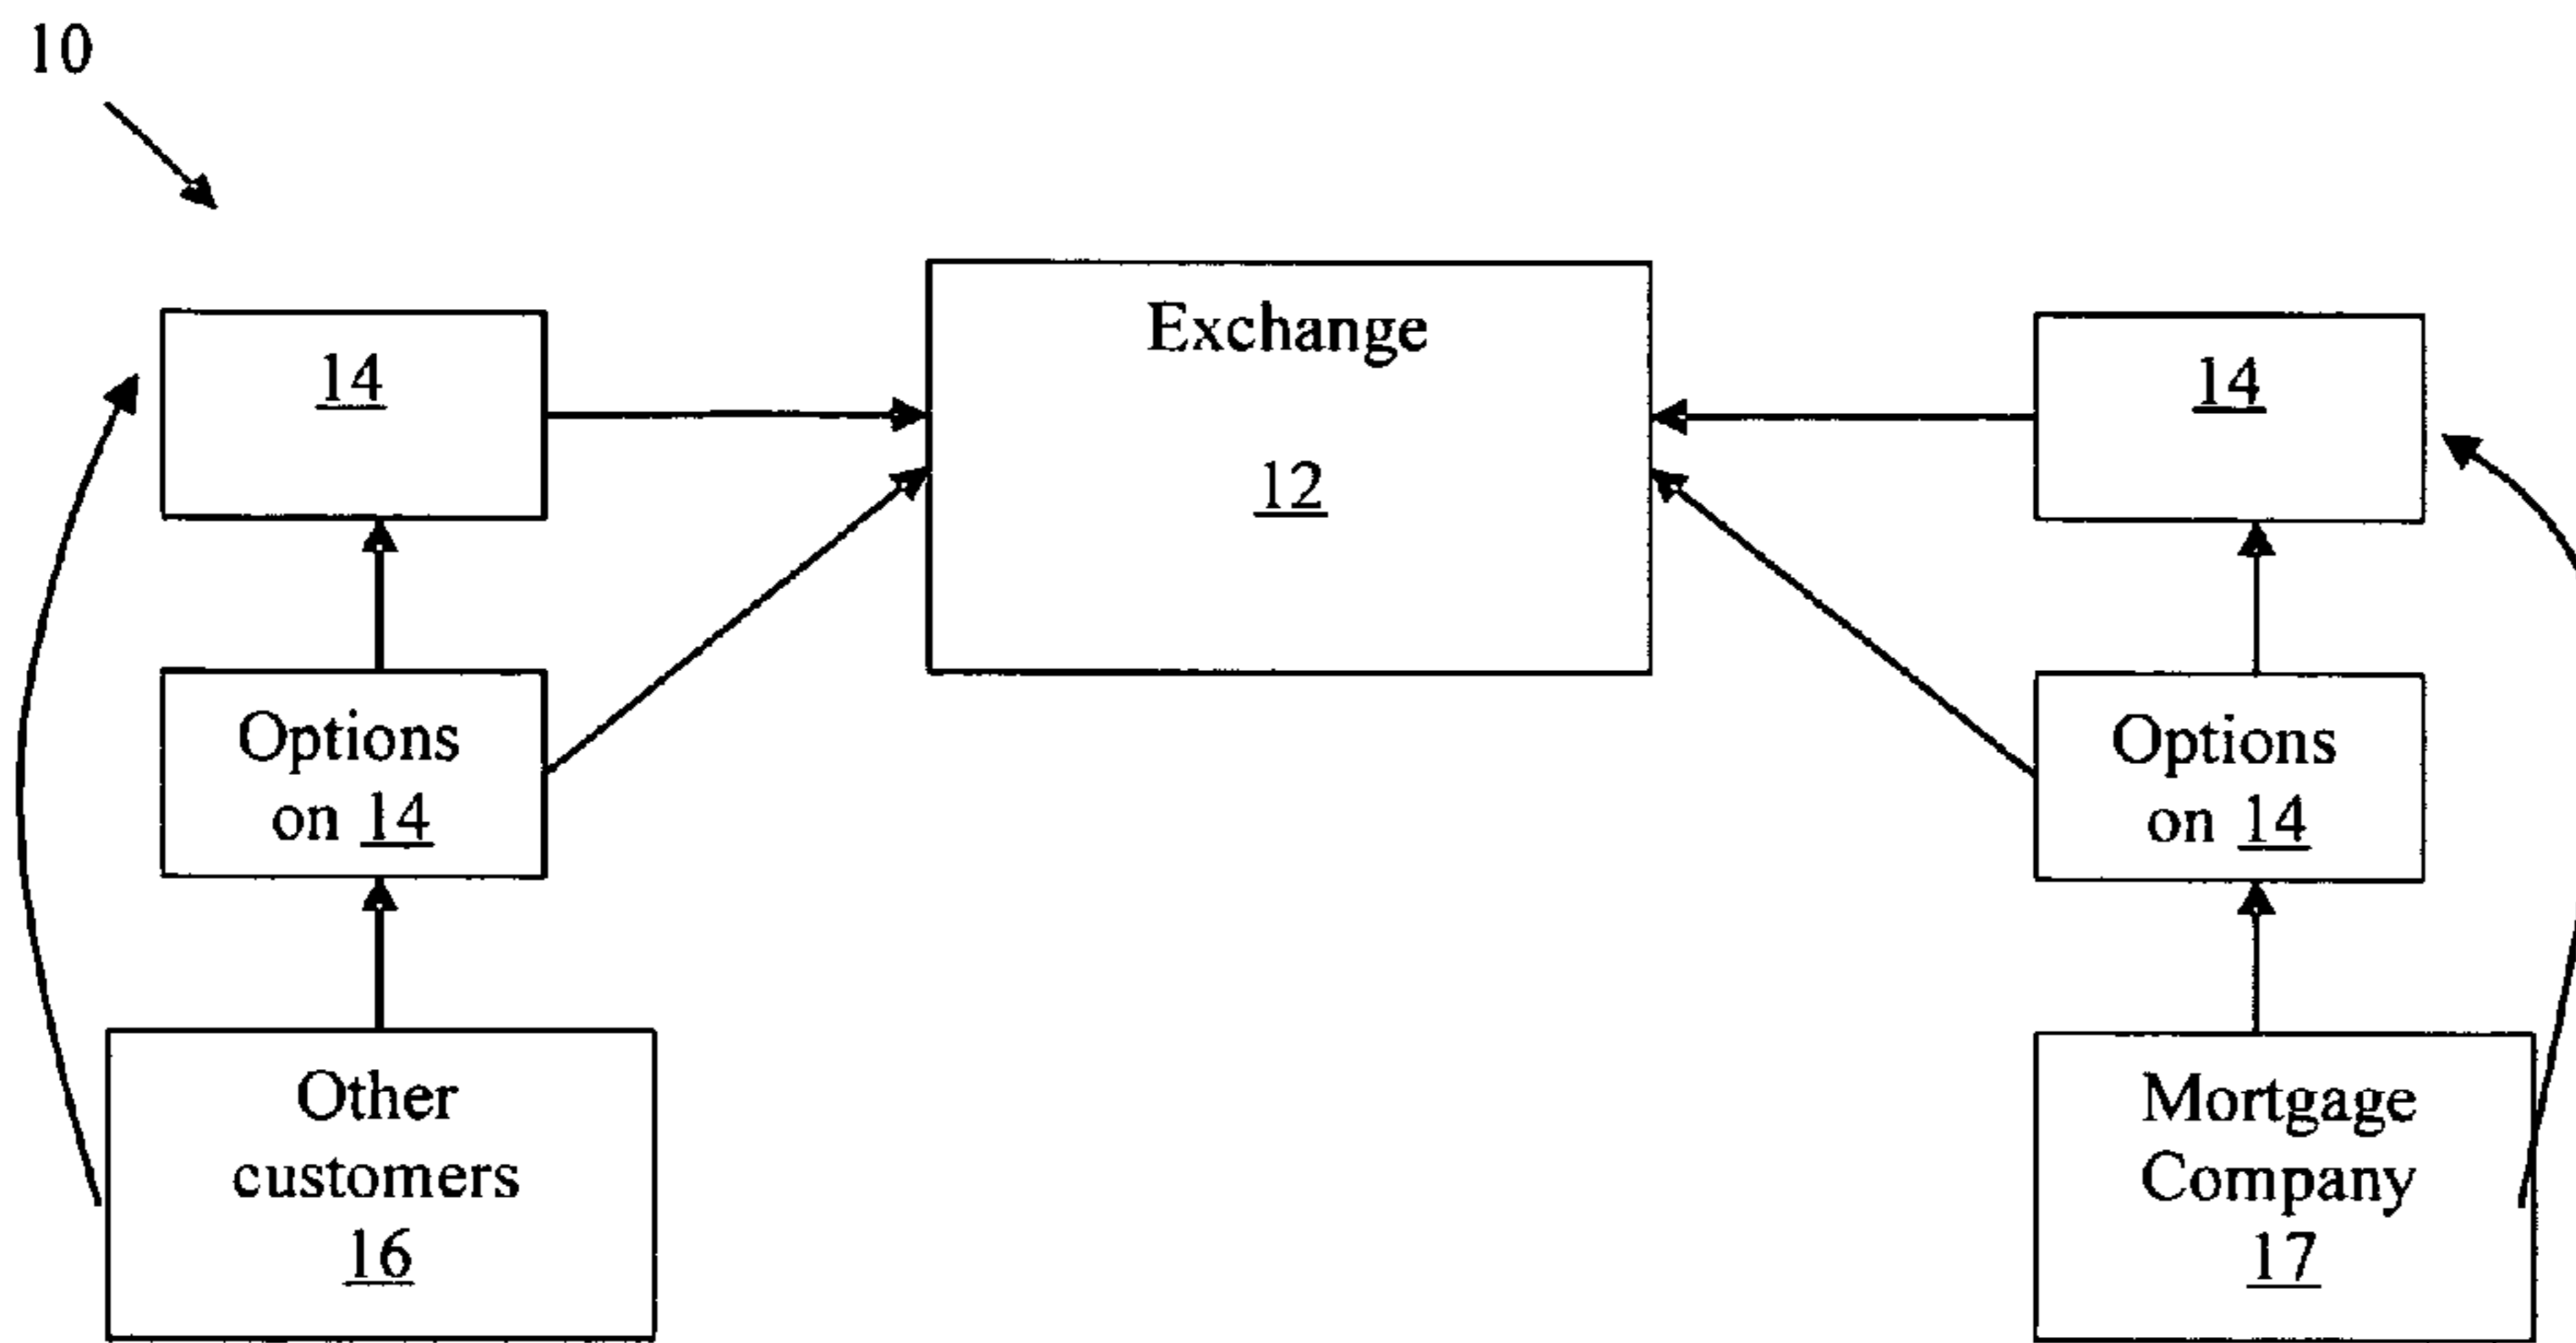 10
Exchange
12
14
14
Options
on 14
Options
on 14
Other
customers
16
Mortgage
Company
17